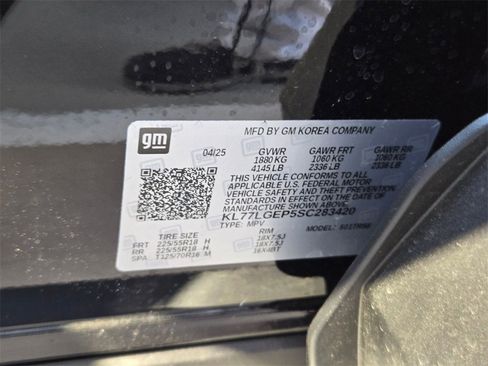 gm
MFD BY GM KOREA COMPANY
04/25 GVWR GAWR FRT GAWR RR
1880 KG 1060 KG 1060 KG
4145 LB 2336 LB 2336 LB
THIS VEHICLE CONFORMS TO ALL
APPLICABLE U.S. FEDERAL MOTOR
VEHICLE SAFETY AND THEFT PREVENTION
STANDARDS IN EFFECT ON THE DATE OF
MANUFACTURE SHOWN ABOVE.
KL77LGEP5SC283420
TYPE: MPV MODEL:
TIRE SIZE RIM
FRT 225/55R18 H 18X7.5J
RR 225/55R18 H 18X7.5J
SPA T125/70R16 M 16X4BT